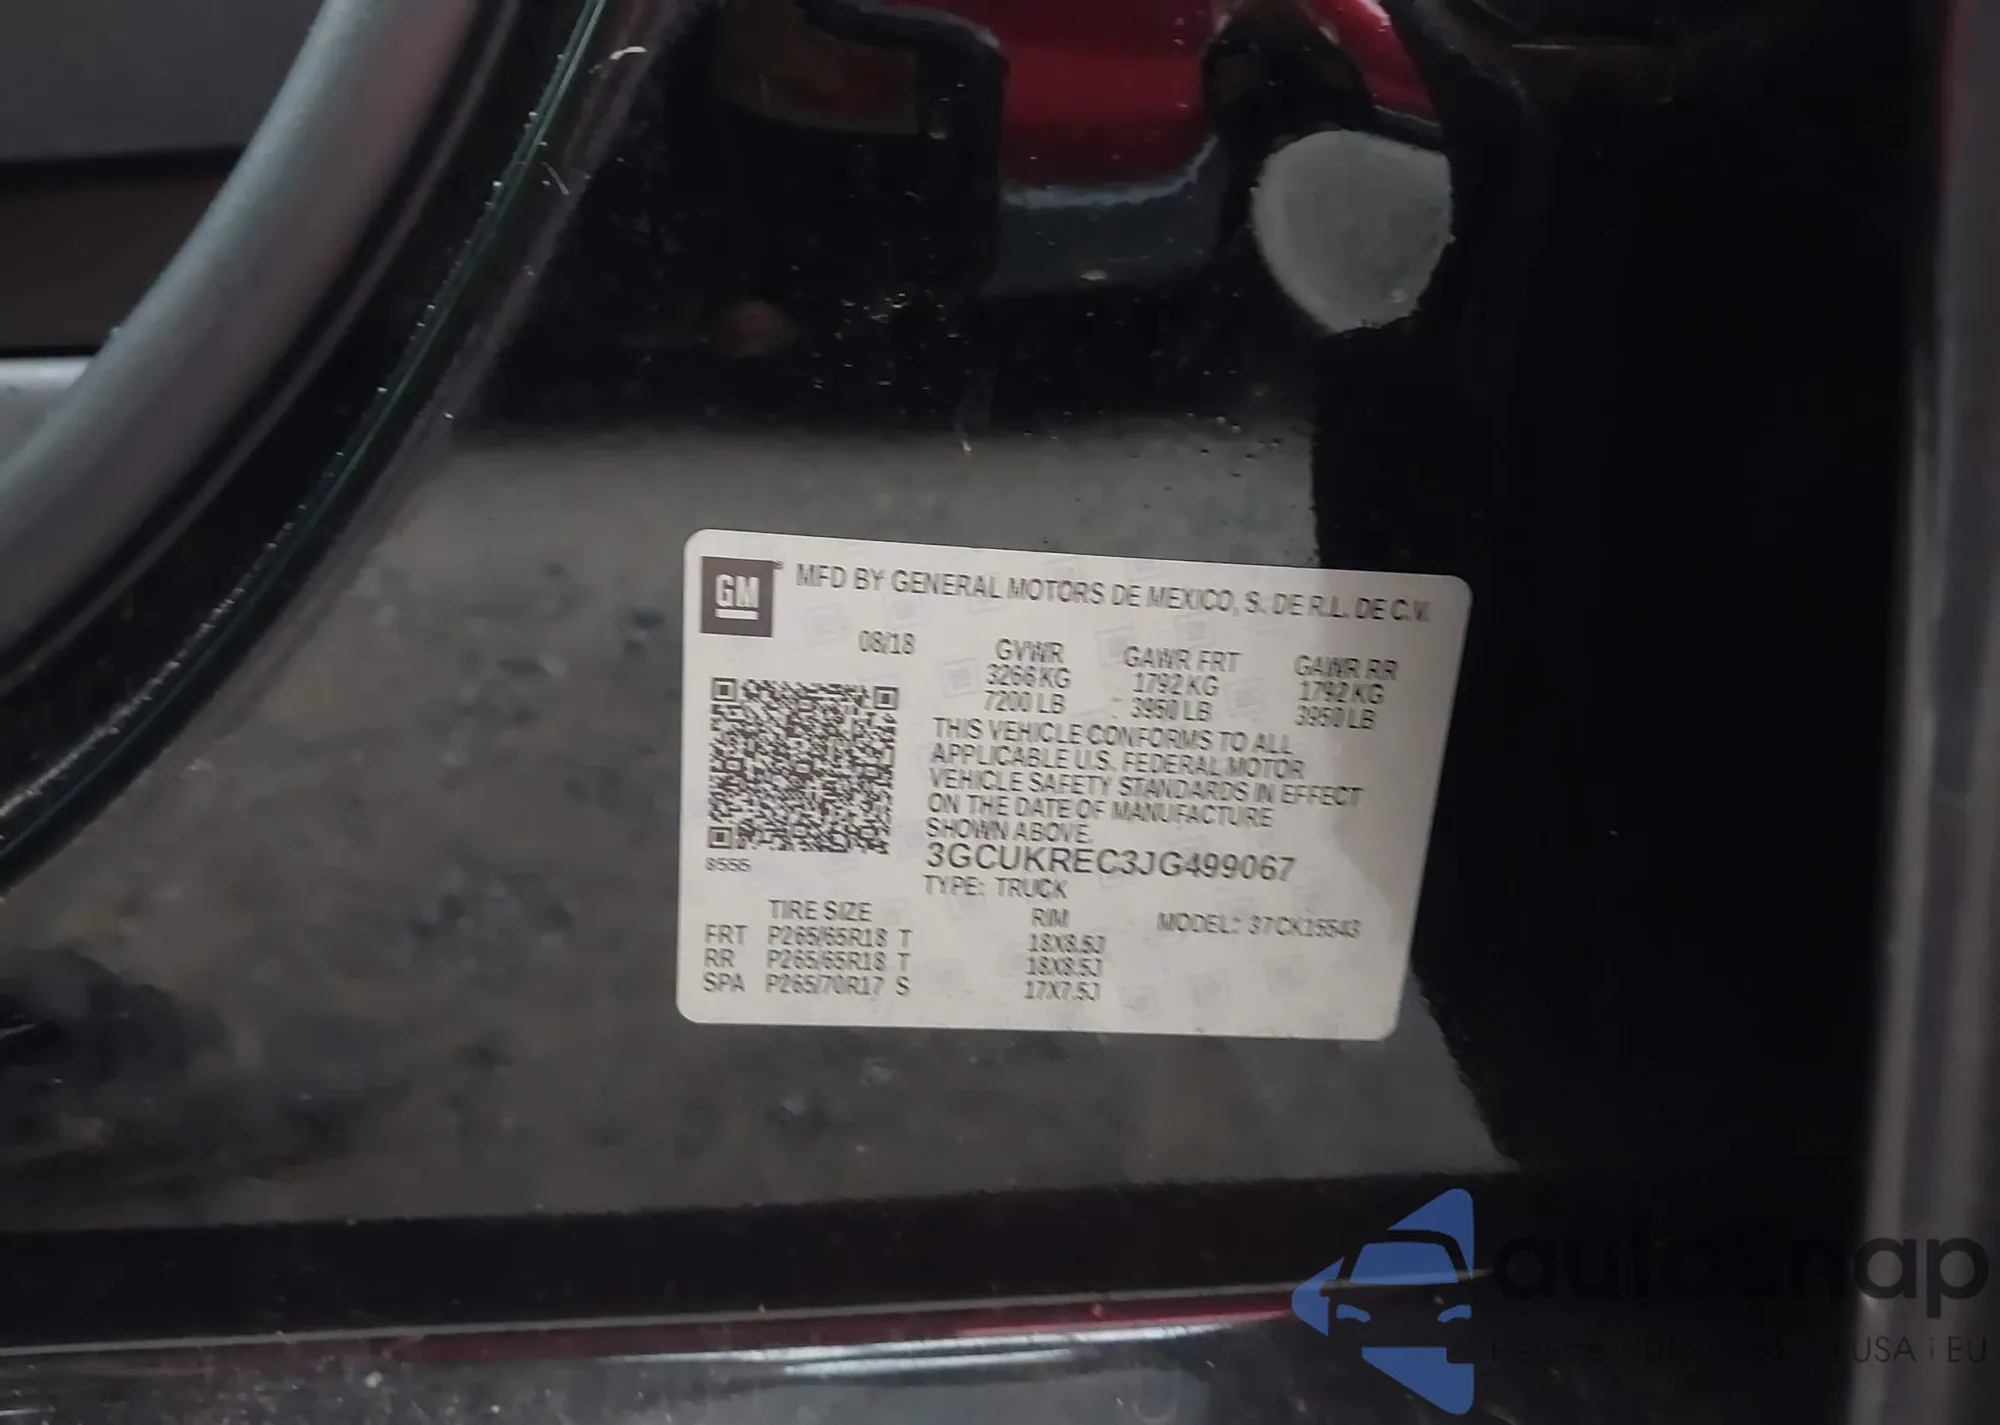 GM MFD BY GENERAL MOTORS DE MEXICO, S. DE R.L. DE C.V.
08/18 GVWR GAWR FRT GAWR RR
3266 KG 1792 KG 1792 KG
7200 LB 3950 LB 3950 LB
THIS VEHICLE CONFORMS TO ALL
APPLICABLE U.S. FEDERAL MOTOR
VEHICLE SAFETY STANDARDS IN EFFECT
ON THE DATE OF MANUFACTURE
SHOWN ABOVE.
8555
3GCUKREC3JG499067
TYPE: TRUCK
TIRE SIZE RIM MODEL: 37CK15543
FRT P265/65R18 T 18X8.5J
RR P265/65R18 T 18X8.5J
SPA P265/70R17 S 17X7.5J
autosnap
USA i EU